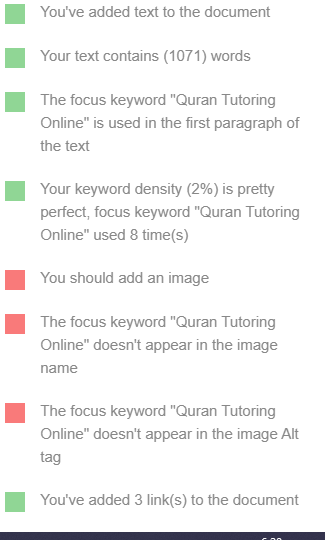 You've added text to the document
Your text contains (1071) words
The focus keyword "Quran Tutoring
Online" is used in the first paragraph of
the text
Your keyword density (2%) is pretty
perfect, focus keyword "Quran Tutoring
Online" used 8 time(s)
You should add an image
The focus keyword "Quran Tutoring
Online" doesn't appear in the image
name
The focus keyword "Quran Tutoring
Online" doesn't appear in the image Alt
tag
You've added 3 link(s) to the document